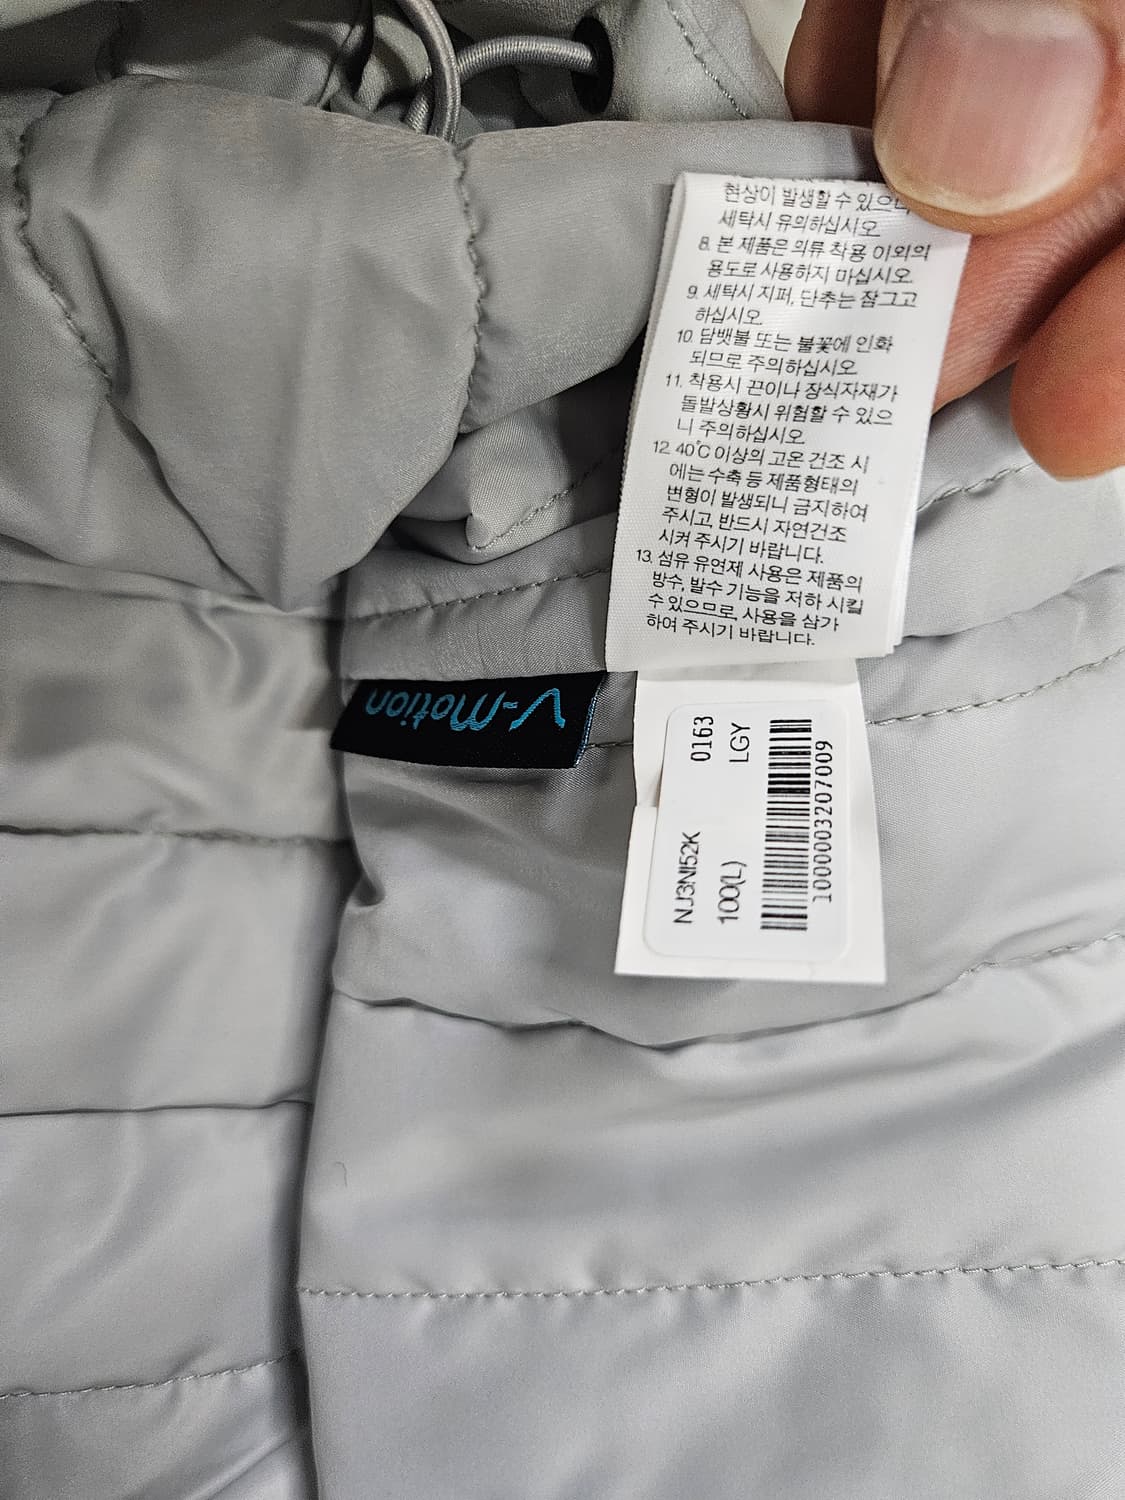 현상이 발생할 수 있으니
세탁시 유의하십시오.
8. 본 제품은 의류 착용 이외의
용도로 사용하지 마십시오.
9. 세탁시 지퍼, 단추는 잠그고
하십시오.
10. 담뱃불 또는 불꽃에 인화
되므로 주의하십시오.
11. 착용시 끈이나 장식자재가
돌발상황시 위험할 수 있으
니 주의하십시오.
12. 40℃ 이상의 고온 건조 시
에는 수축 등 제품형태의
변형이 발생되니 금지하여
주시고, 반드시 자연건조
시켜 주시기 바랍니다.
13. 섬유 유연제 사용은 제품의
방수, 발수 기능을 저하 시킬
수 있으므로, 사용을 삼가
하여 주시기 바랍니다.
V-Motion
NJ3NI52K 0163
100(L) LGY
1000003207009